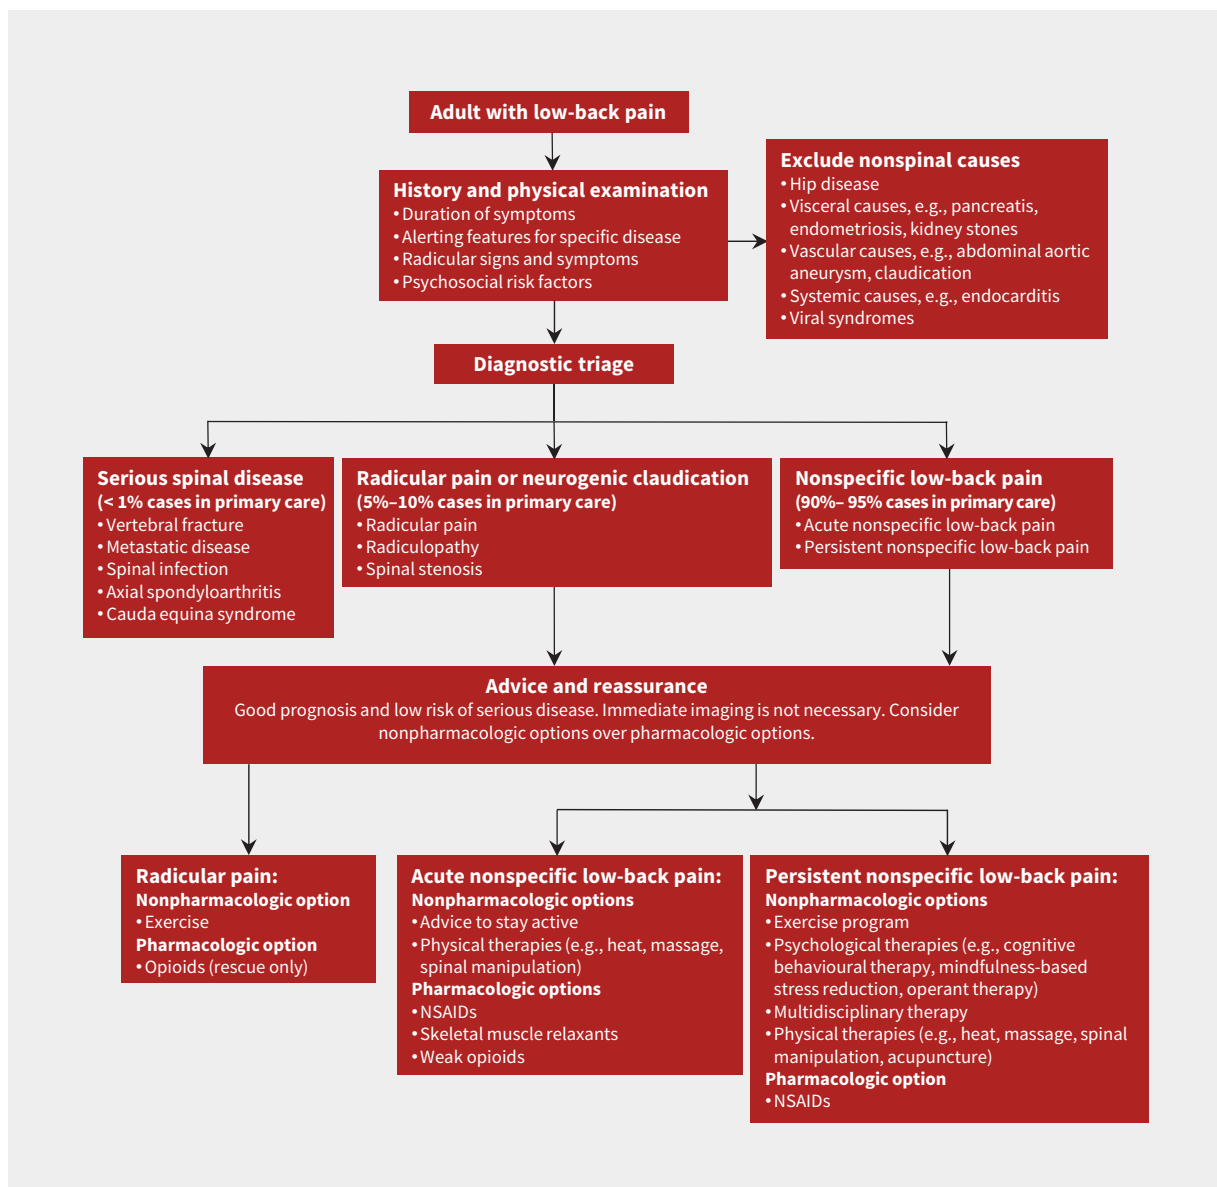 Adult with low-back pain
History and physical examination
• Duration of symptoms
• Alerting features for specific disease
• Radicular signs and symptoms
• Psychosocial risk factors
Exclude nonspinal causes
• Hip disease
• Visceral causes, e.g., pancreatis,
endometriosis, kidney stones
• Vascular causes, e.g., abdominal aortic
aneurysm, claudication
• Systemic causes, e.g., endocarditis
• Viral syndromes
Diagnostic triage
Serious spinal disease
(< 1% cases in primary care)
• Vertebral fracture
• Metastatic disease
• Spinal infection
• Axial spondyloarthritis
• Cauda equina syndrome
Radicular pain or neurogenic claudication
(5%–10% cases in primary care)
• Radicular pain
• Radiculopathy
• Spinal stenosis
Nonspecific low-back pain
(90%– 95% cases in primary care)
• Acute nonspecific low-back pain
• Persistent nonspecific low-back pain
Advice and reassurance
Good prognosis and low risk of serious disease. Immediate imaging is not necessary. Consider
nonpharmacologic options over pharmacologic options.
Radicular pain:
Nonpharmacologic option
• Exercise
Pharmacologic option
• Opioids (rescue only)
Acute nonspecific low-back pain:
Nonpharmacologic options
• Advice to stay active
• Physical therapies (e.g., heat, massage,
spinal manipulation)
Pharmacologic options
• NSAIDs
• Skeletal muscle relaxants
• Weak opioids
Persistent nonspecific low-back pain:
Nonpharmacologic options
• Exercise program
• Psychological therapies (e.g., cognitive
behavioural therapy, mindfulness-based
stress reduction, operant therapy)
• Multidisciplinary therapy
• Physical therapies (e.g., heat, massage, spinal
manipulation, acupuncture)
Pharmacologic option
• NSAIDs